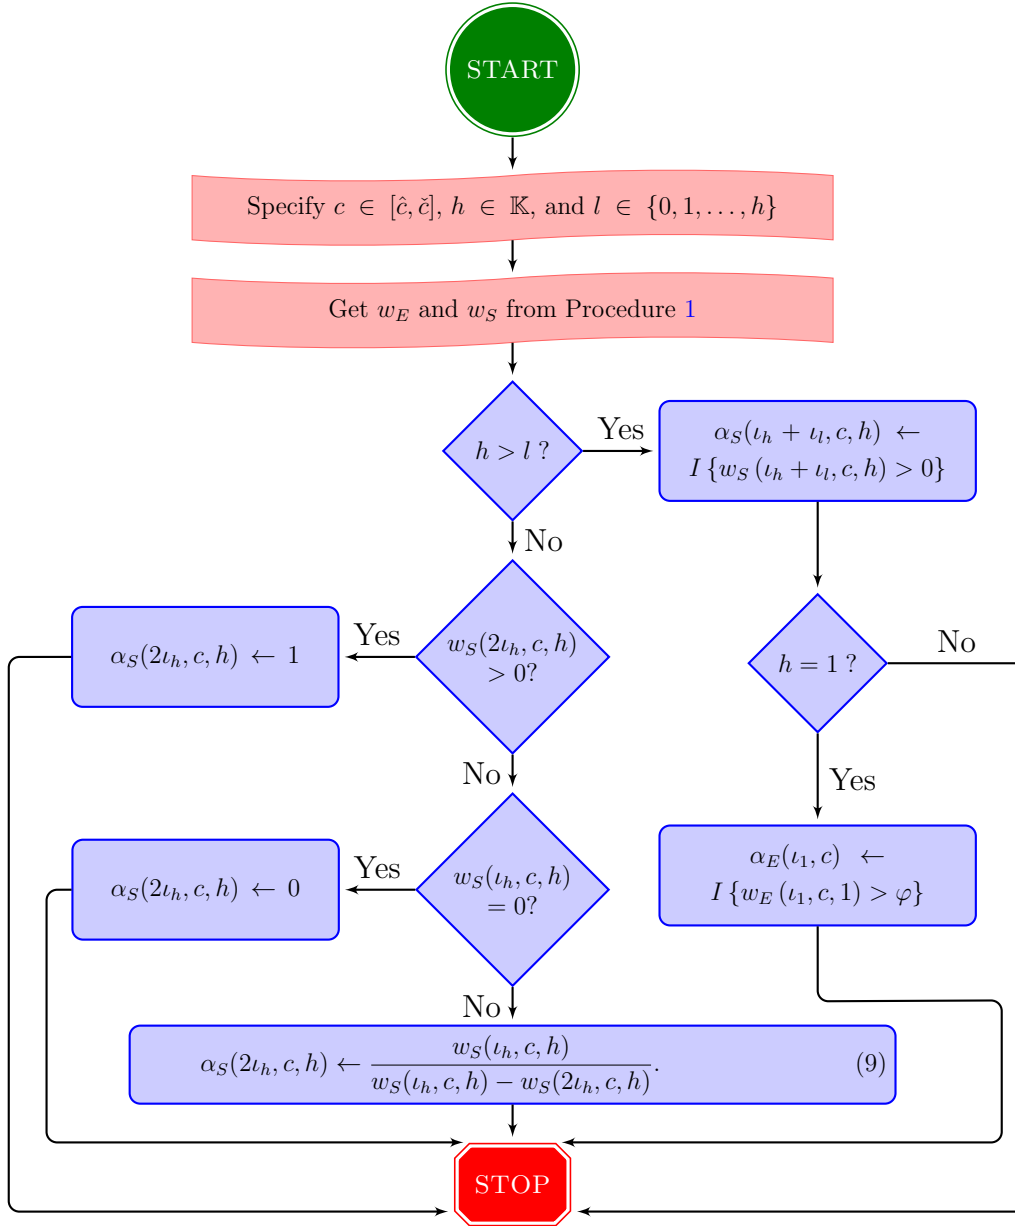 START
Specify c ∈ [ĉ, č], h ∈ 𝕂, and l ∈ {0, 1, . . . , h}
Get w_E and w_S from Procedure 1
h > l ?
Yes
α_S(ι_h + ι_l, c, h) ←
I {w_S (ι_h + ι_l, c, h) > 0}
No
w_S(2ι_h, c, h)
> 0?
Yes
α_S(2ι_h, c, h) ← 1
h = 1 ?
No
No
Yes
w_S(ι_h, c, h)
= 0?
Yes
α_S(2ι_h, c, h) ← 0
α_E(ι_1, c) ←
I {w_E (ι_1, c, 1) > φ}
No
α_S(2ι_h, c, h) ← w_S(ι_h, c, h) / (w_S(ι_h, c, h) − w_S(2ι_h, c, h)). (9)
STOP